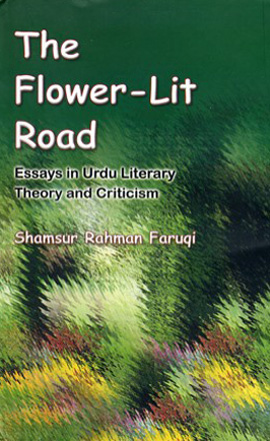 The
Flower-Lit
Road
Essays in Urdu Literary
Theory and Criticism
Shamsur Rahman Faruqi